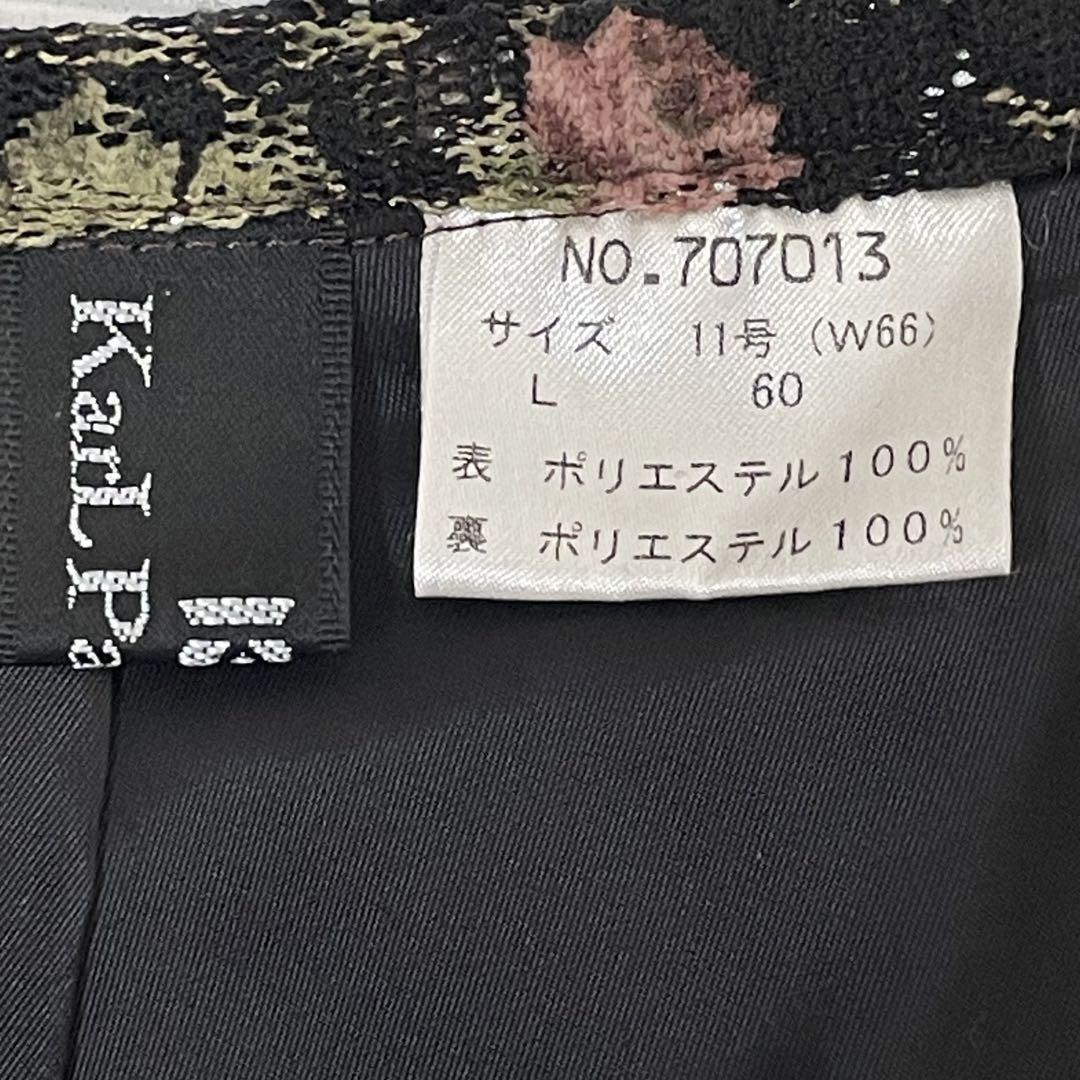 KarL Pa
NO.707013
サイズ 11号 (W66)
L 60
表 ポリエステル100%
裏 ポリエステル100%